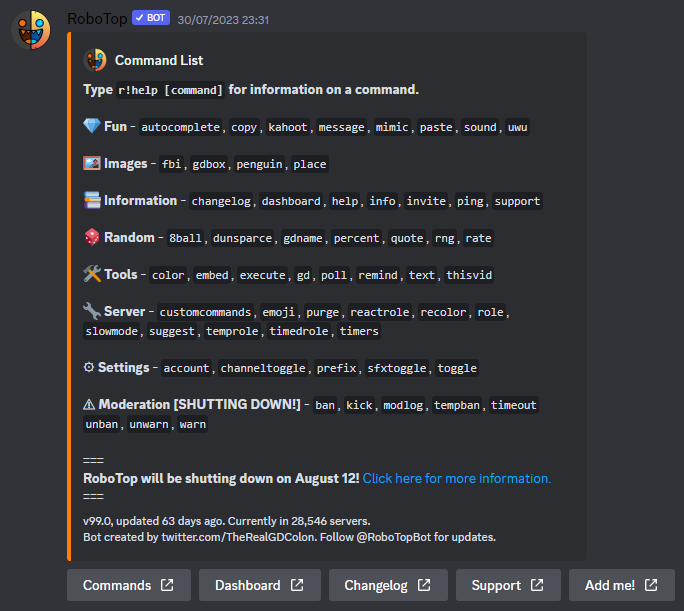 RoboTop ✓ BOT 30/07/2023 23:31
Command List
Type r!help [command] for information on a command.
💎 Fun - autocomplete, copy, kahoot, message, mimic, paste, sound, uwu
🖼️ Images - fbi, gdbox, penguin, place
📚 Information - changelog, dashboard, help, info, invite, ping, support
🎲 Random - 8ball, dunsparce, gdname, percent, quote, rng, rate
🛠️ Tools - color, embed, execute, gd, poll, remind, text, thisvid
🔧 Server - customcommands, emoji, purge, reactrole, recolor, role,
slowmode, suggest, temprole, timedrole, timers
⚙ Settings - account, channeltoggle, prefix, sfxtoggle, toggle
⚠ Moderation [SHUTTING DOWN!] - ban, kick, modlog, tempban, timeout
unban, unwarn, warn
===
RoboTop will be shutting down on August 12! Click here for more information.
===
v99.0, updated 63 days ago. Currently in 28,546 servers.
Bot created by twitter.com/TheRealGDColon. Follow @RoboTopBot for updates.
Commands Dashboard Changelog Support Add me!